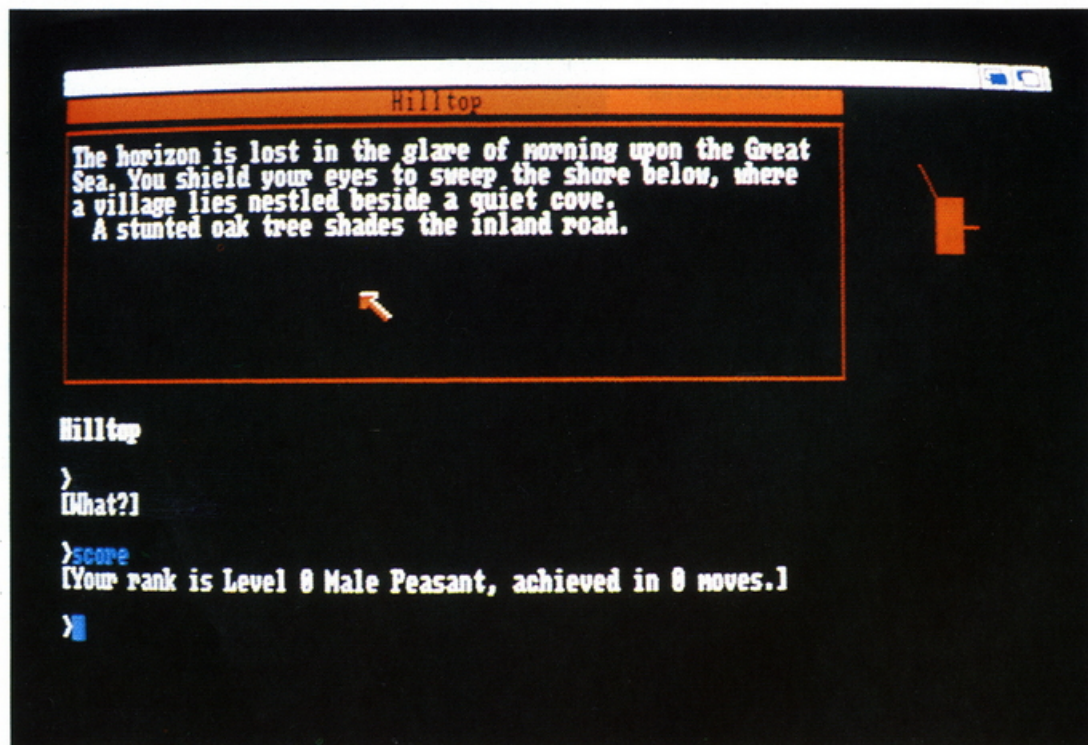 Hilltop
The horizon is lost in the glare of morning upon the Great
Sea. You shield your eyes to sweep the shore below, where
a village lies nestled beside a quiet cove.
A stunted oak tree shades the inland road.
Hilltop
>
[What?]
>score
[Your rank is Level 0 Male Peasant, achieved in 0 moves.]
>